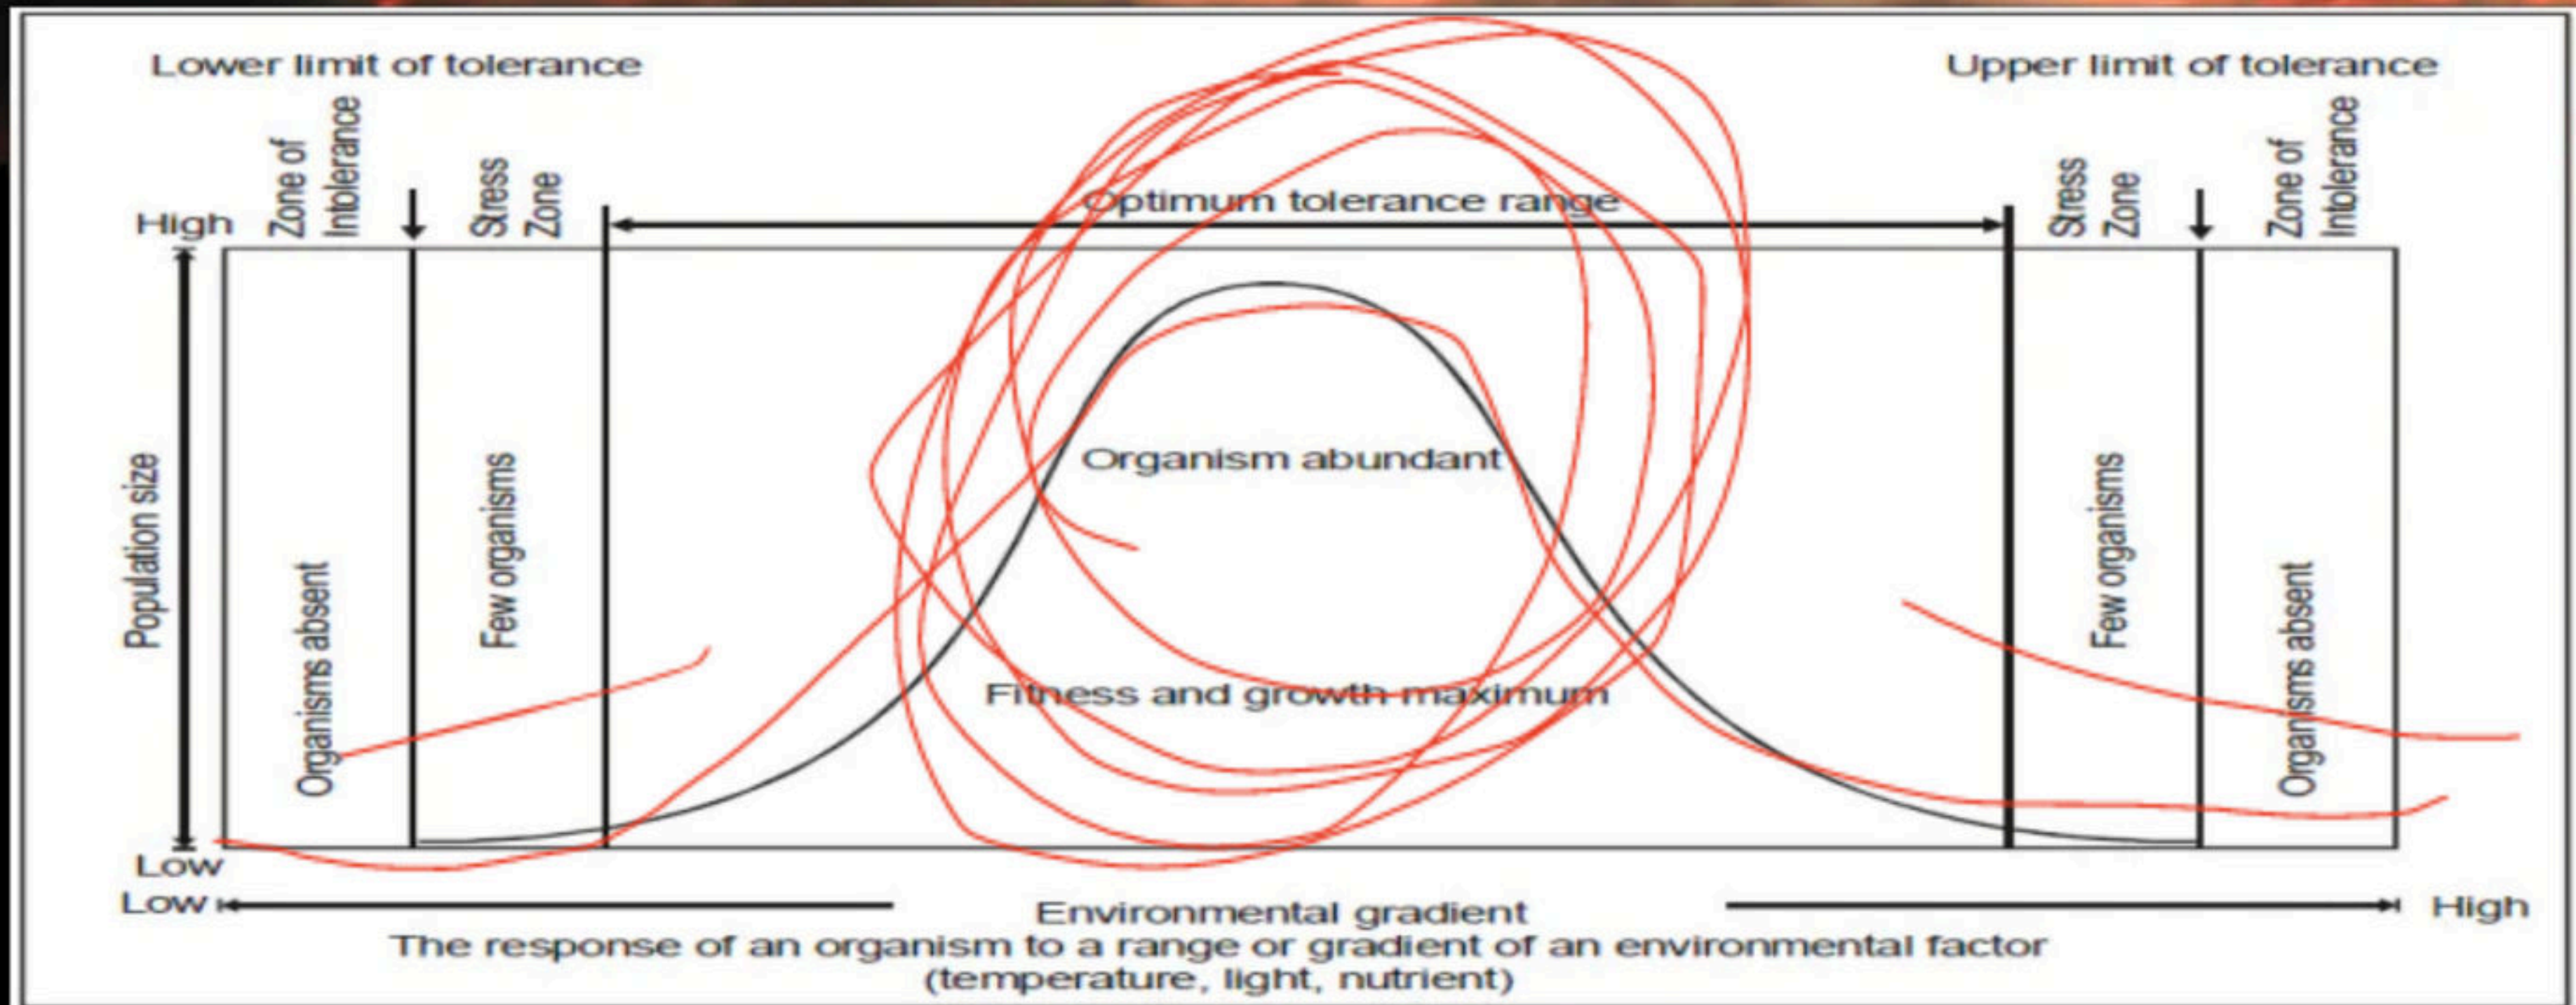 Lower limit of tolerance
Upper limit of tolerance
Zone of
Intolerance
Stress
Zone
Optimum tolerance range
Stress
Zone
Zone of
Intolerance
High
Population size
Organisms absent
Few organisms
Organism abundant
Fitness and growth maximum
Few organisms
Organisms absent
Low
Low
Environmental gradient
High
The response of an organism to a range or gradient of an environmental factor
(temperature, light, nutrient)